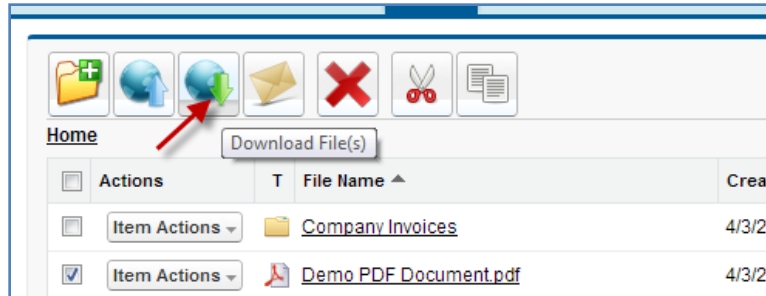 Home
Download File(s)
Actions T File Name Crea
Item Actions Company Invoices 4/3/2
Item Actions Demo PDF Document.pdf 4/3/2